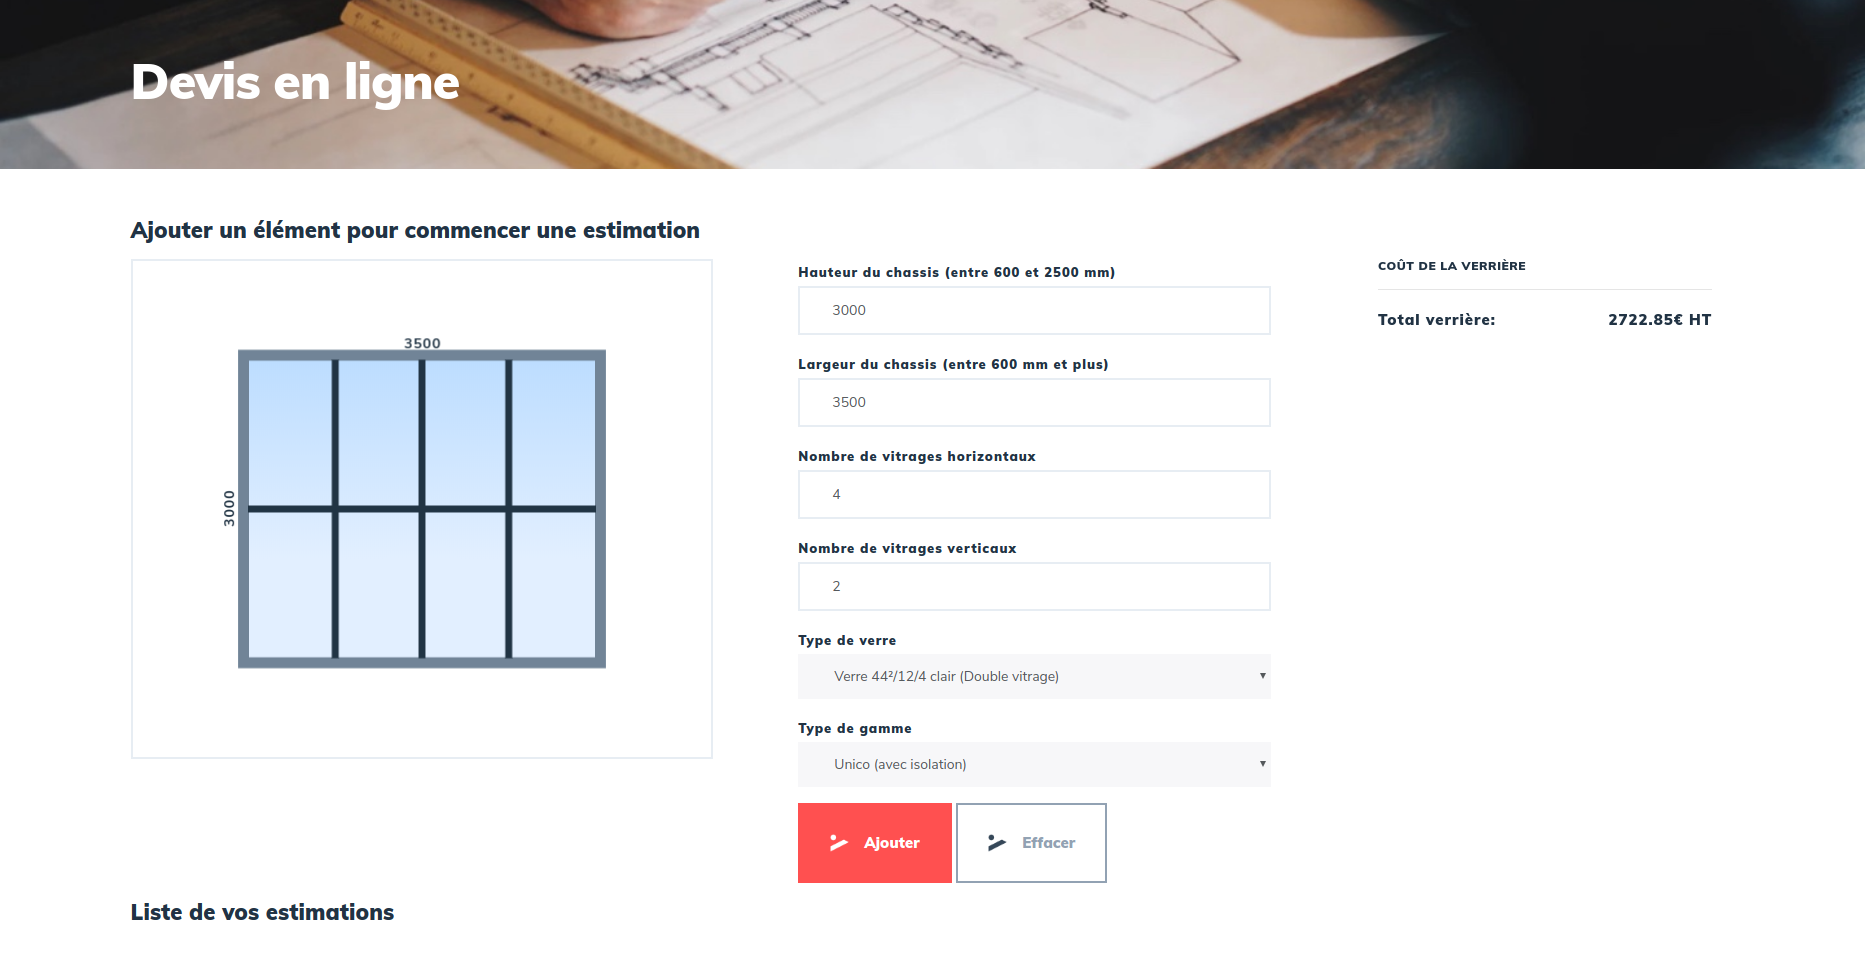 Devis en ligne
Ajouter un élément pour commencer une estimation
3500
3000
Hauteur du chassis (entre 600 et 2500 mm)
3000
Largeur du chassis (entre 600 mm et plus)
3500
Nombre de vitrages horizontaux
4
Nombre de vitrages verticaux
2
Type de verre
Verre 44²/12/4 clair (Double vitrage)
Type de gamme
Unico (avec isolation)
Ajouter
Effacer
COÛT DE LA VERRIÈRE
Total verrière: 2722.85€ HT
Liste de vos estimations